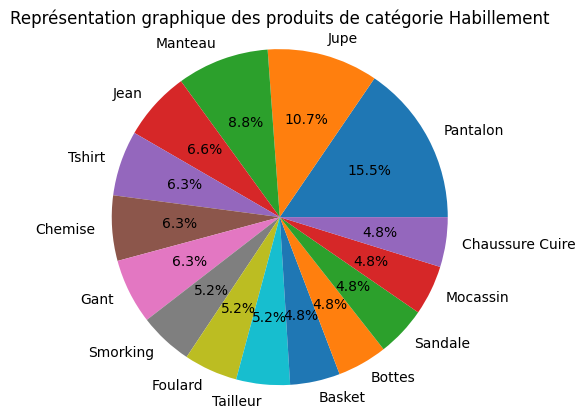 Représentation graphique des produits de catégorie Habillement
Jupe
Manteau
Jean
Pantalon
Tshirt
Chemise
Chaussure Cuire
Gant
Mocassin
Smorking
Sandale
Foulard
Bottes
Tailleur
Basket
15.5%
10.7%
8.8%
6.6%
6.3%
6.3%
6.3%
5.2%
5.2%
5.2%
4.8%
4.8%
4.8%
4.8%
4.8%